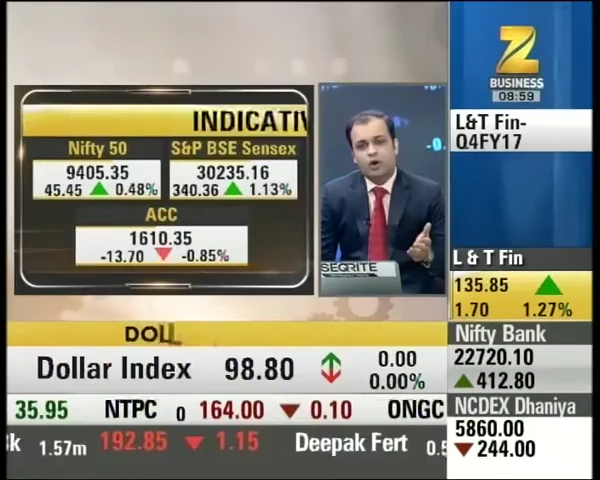 INDICATIV
Nifty 50
9405.35
45.45 0.48%
S&P BSE Sensex
30235.16
340.36 1.13%
ACC
1610.35
-13.70 -0.85%
SEQRITE
-0.
Z
BUSINESS
08:59
L&T Fin-
Q4FY17
L & T Fin
135.85
1.70 1.27%
Nifty Bank
22720.10
412.80
NCDEX Dhaniya
5860.00
244.00
DOLL
Dollar Index 98.80 0.00
0.00%
35.95 NTPC 0 164.00 0.10 ONGC
k 1.57m 192.85 1.15 Deepak Fert 0.5